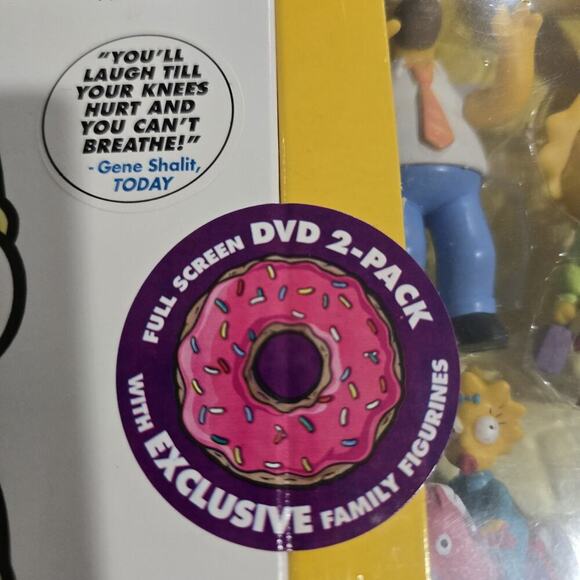 "YOU'LL
LAUGH TILL
YOUR KNEES
HURT AND
YOU CAN'T
BREATHE!"
- Gene Shalit,
TODAY
FULL SCREEN DVD 2-PACK
WITH EXCLUSIVE FAMILY FIGURINES